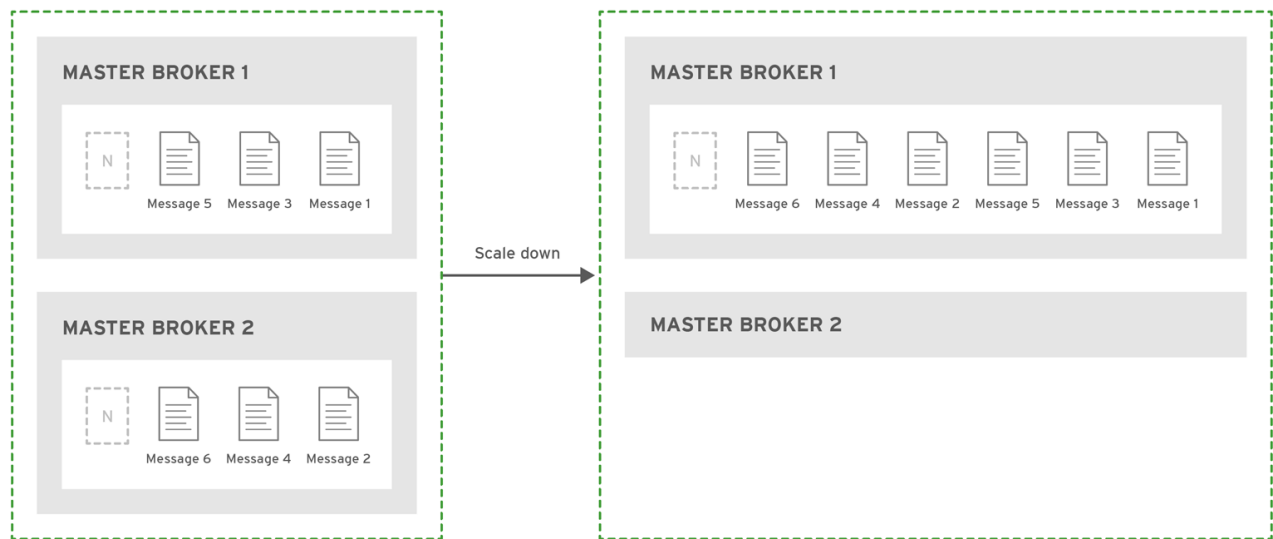 MASTER BROKER 1
N
Message 5 Message 3 Message 1
MASTER BROKER 2
N
Message 6 Message 4 Message 2
Scale down
MASTER BROKER 1
N
Message 6 Message 4 Message 2 Message 5 Message 3 Message 1
MASTER BROKER 2